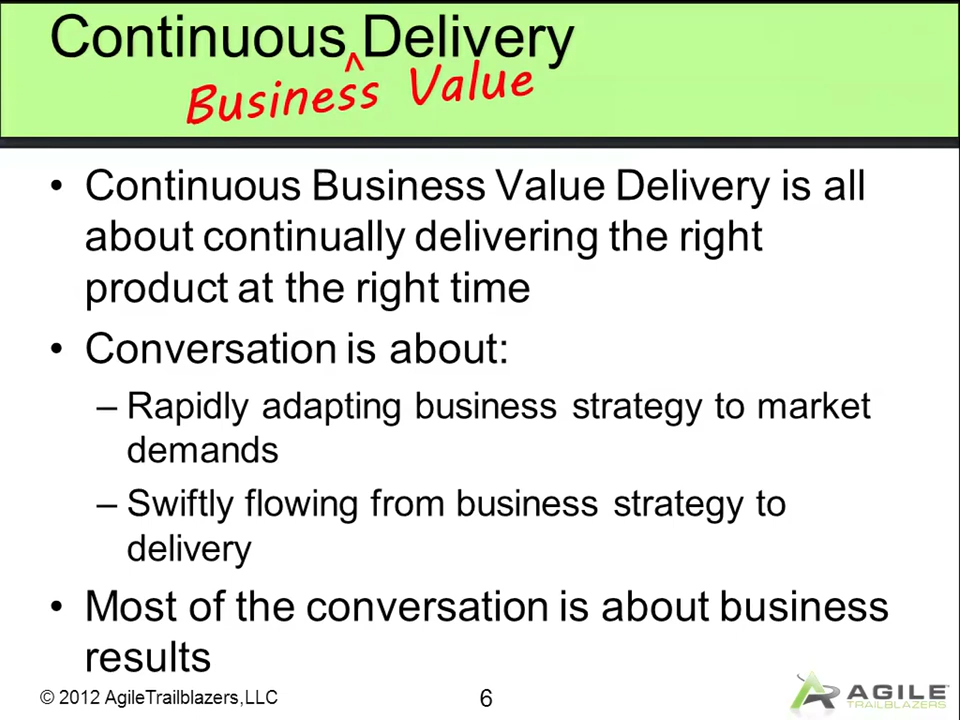 Continuous Delivery
^
Business Value
• Continuous Business Value Delivery is all
about continually delivering the right
product at the right time
• Conversation is about:
– Rapidly adapting business strategy to market
demands
– Swiftly flowing from business strategy to
delivery
• Most of the conversation is about business
results
© 2012 AgileTrailblazers,LLC
6
AGILE
TRAILBLAZERS